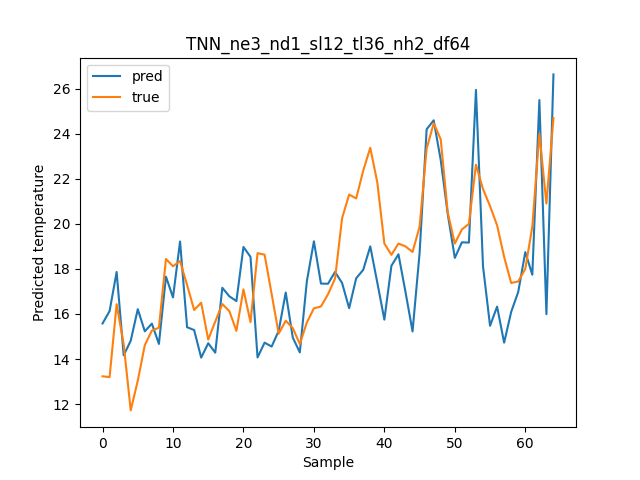 TNN_ne3_nd1_sl12_tl36_nh2_df64
pred
true
26
24
22
20
18
16
14
12
Predicted temperature
0 10 20 30 40 50 60
Sample